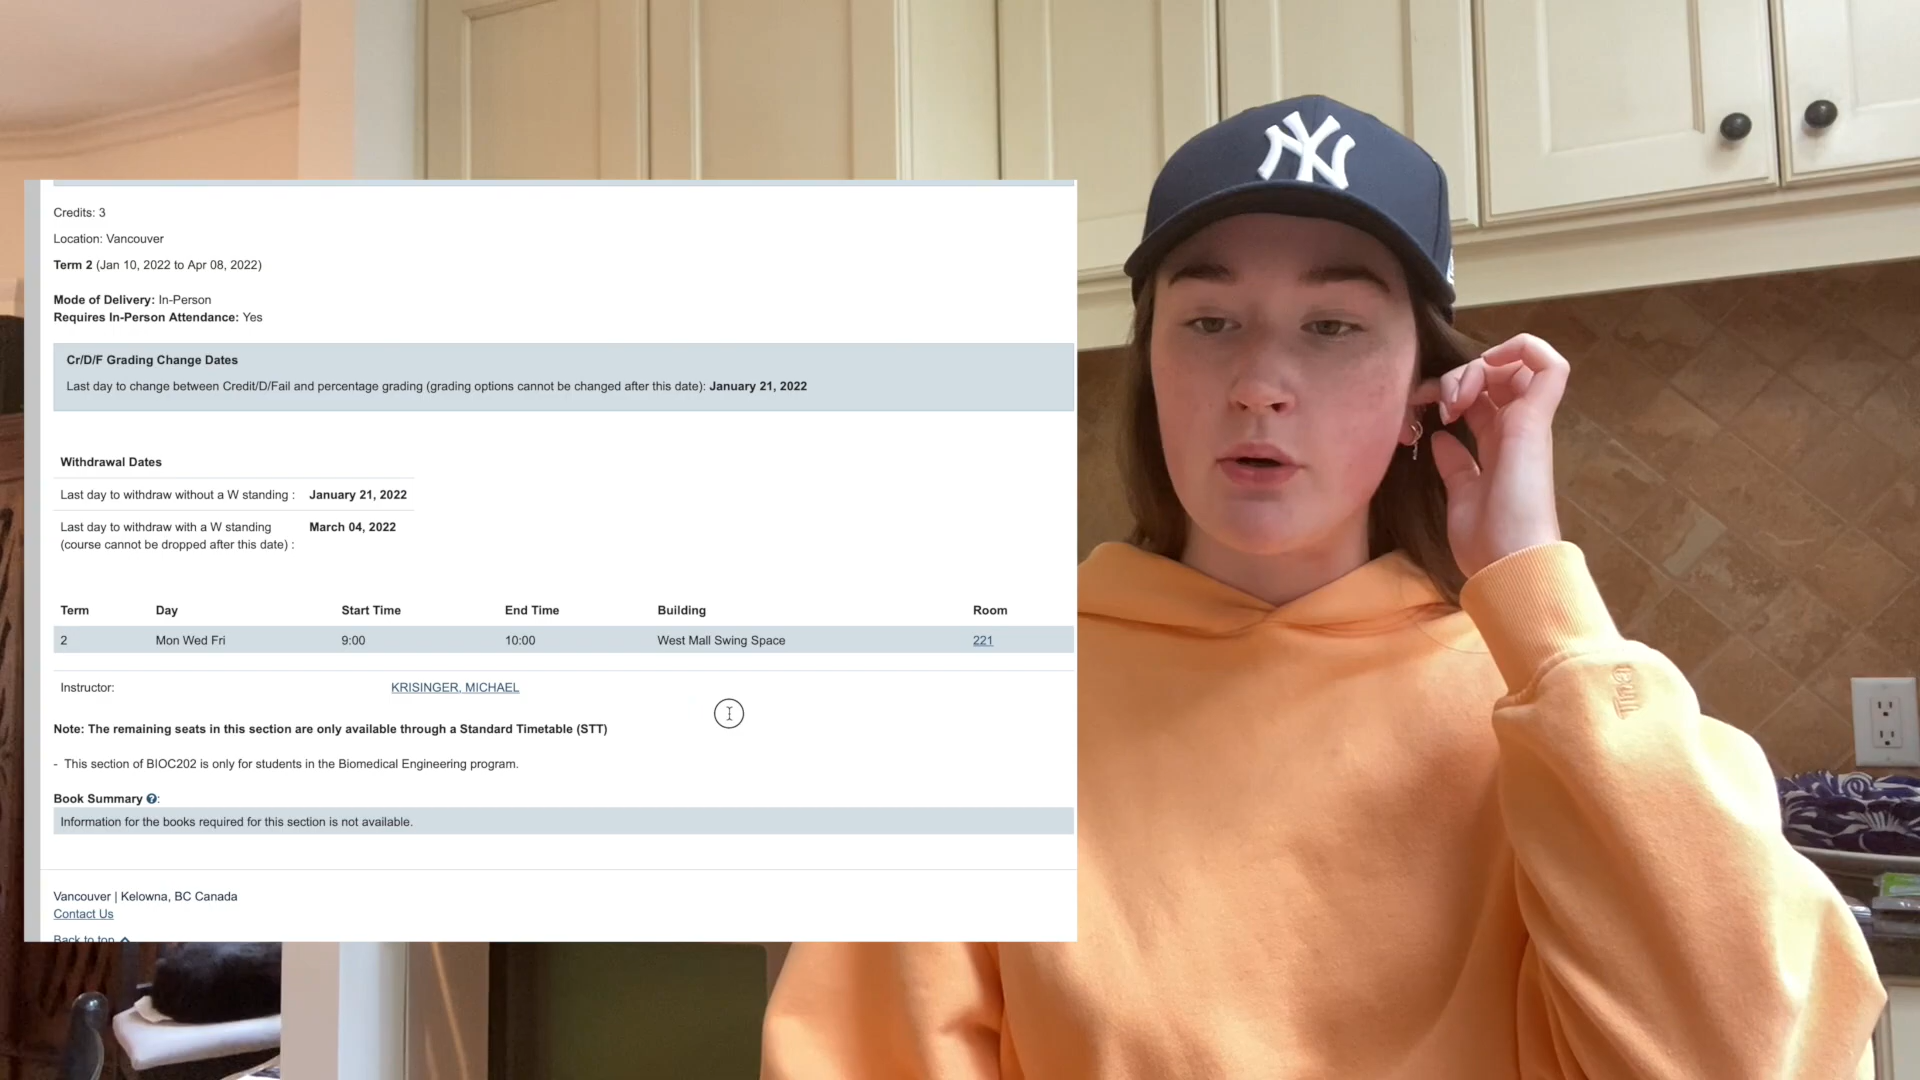 NY
Credits: 3
Location: Vancouver
Term 2 (Jan 10, 2022 to Apr 08, 2022)
Mode of Delivery: In-Person
Requires In-Person Attendance: Yes
Cr/D/F Grading Change Dates
Last day to change between Credit/D/Fail and percentage grading (grading options cannot be changed after this date): January 21, 2022
Withdrawal Dates
Last day to withdraw without a W standing : January 21, 2022
Last day to withdraw with a W standing March 04, 2022
(course cannot be dropped after this date) :
Term Day Start Time End Time Building Room
2 Mon Wed Fri 9:00 10:00 West Mall Swing Space 221
Instructor: KRISINGER, MICHAEL
Note: The remaining seats in this section are only available through a Standard Timetable (STT)
- This section of BIOC202 is only for students in the Biomedical Engineering program.
Book Summary ?:
Information for the books required for this section is not available.
Vancouver | Kelowna, BC Canada
Contact Us
Back to top
Tna